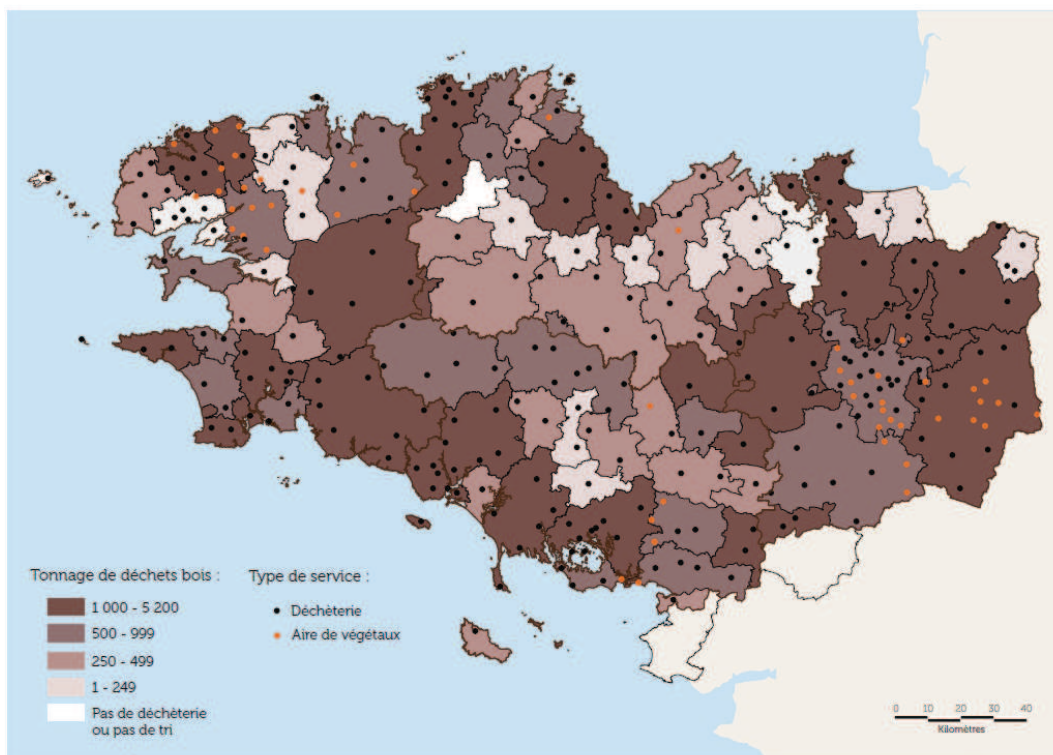 Tonnage de déchets bois :
1 000 - 5 200
500 - 999
250 - 499
1 - 249
Pas de déchèterie
ou pas de tri
Type de service :
Déchèterie
Aire de végétaux
0 10 20 30 40
Kilomètres